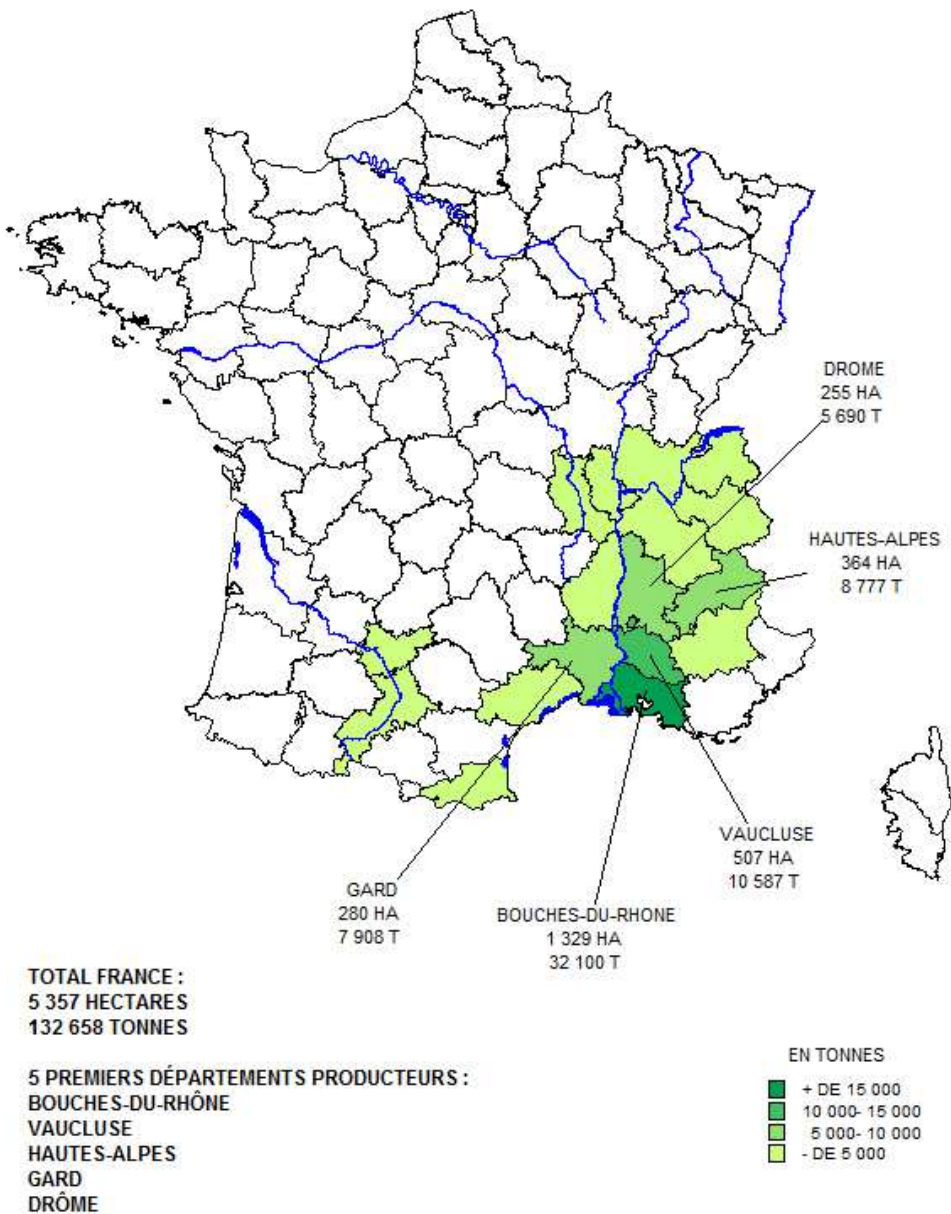 DROME
255 HA
5 690 T
HAUTES-ALPES
364 HA
8 777 T
VAUCLUSE
507 HA
10 587 T
GARD
280 HA
7 908 T
BOUCHES-DU-RHONE
1 329 HA
32 100 T
TOTAL FRANCE :
5 357 HECTARES
132 658 TONNES
5 PREMIERS DÉPARTEMENTS PRODUCTEURS :
BOUCHES-DU-RHÔNE
VAUCLUSE
HAUTES-ALPES
GARD
DRÔME
EN TONNES
+ DE 15 000
10 000- 15 000
5 000- 10 000
- DE 5 000